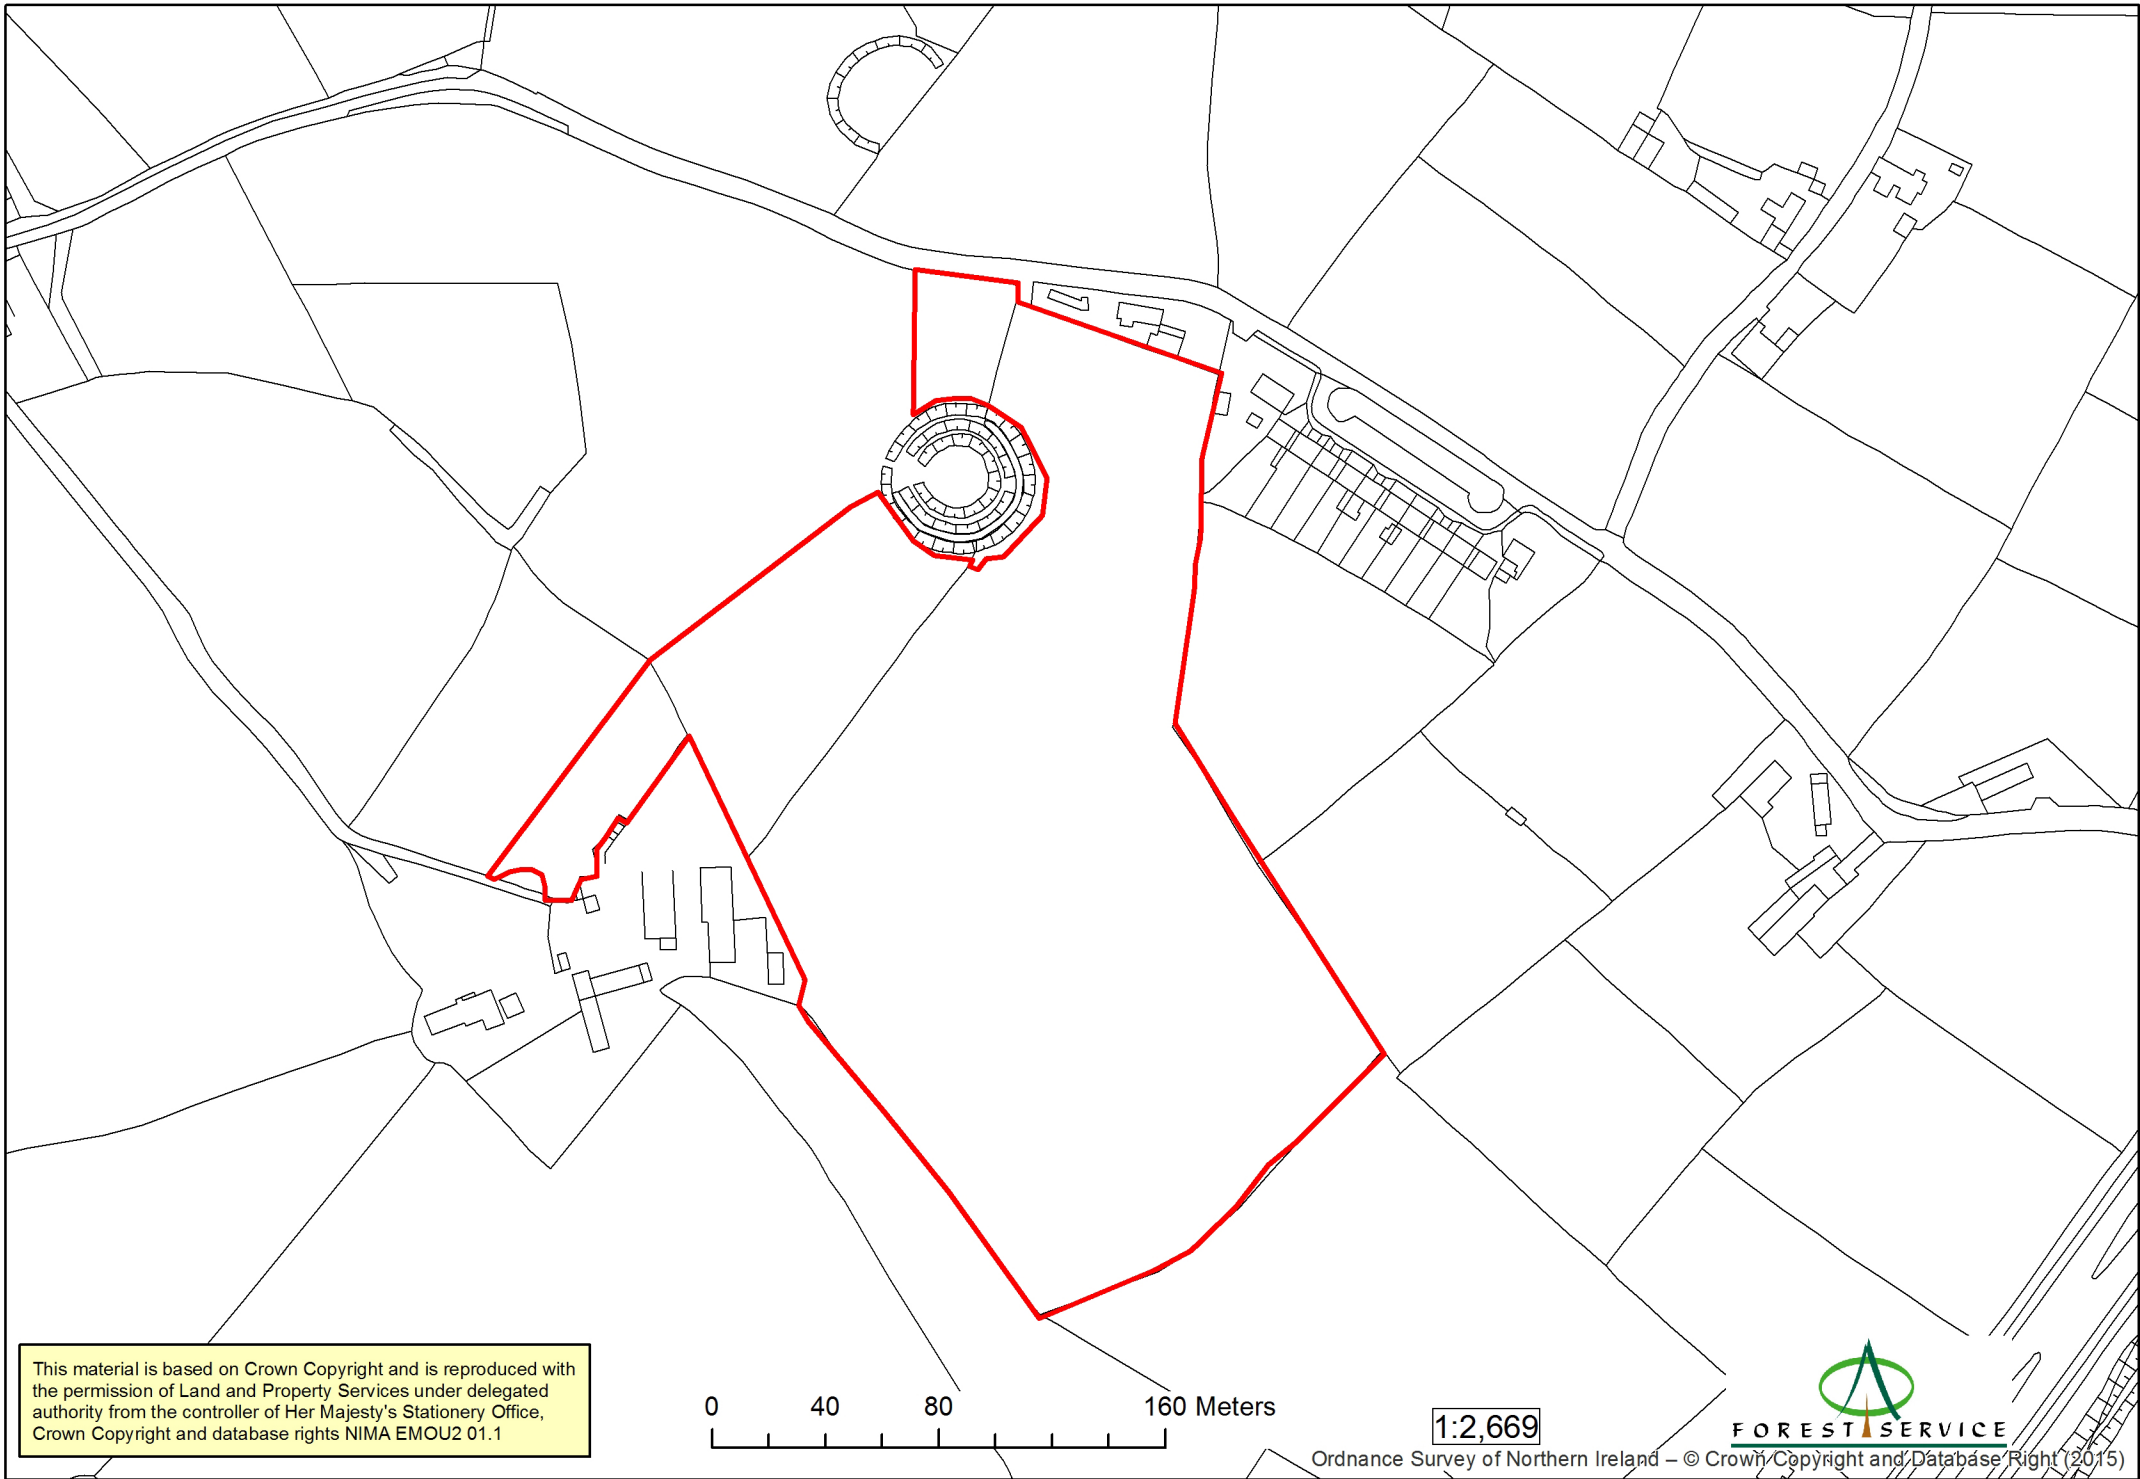 This material is based on Crown Copyright and is reproduced with
the permission of Land and Property Services under delegated
authority from the controller of Her Majesty's Stationery Office,
Crown Copyright and database rights NIMA EMOU2 01.1
0 40 80 160 Meters
1:2,669
FOREST SERVICE
Ordnance Survey of Northern Ireland – © Crown Copyright and Database Right (2015)